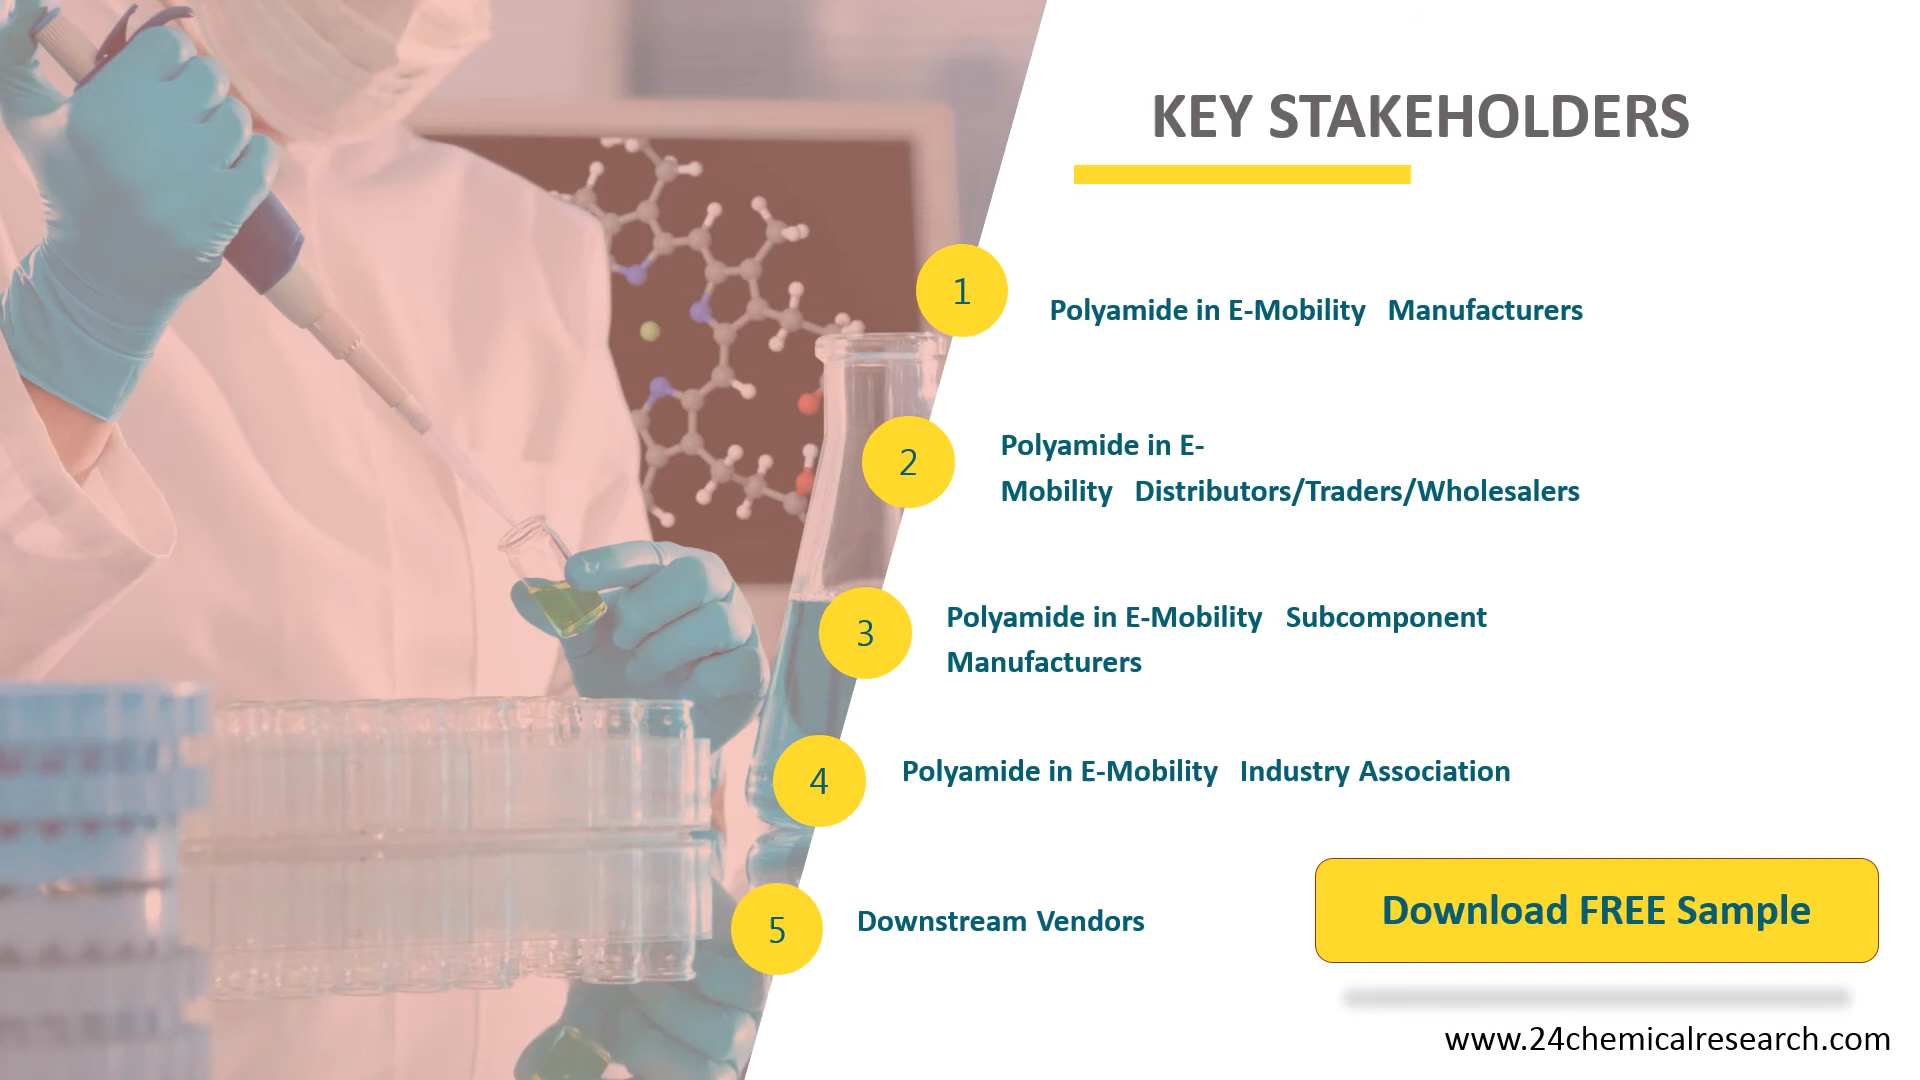 KEY STAKEHOLDERS
1
Polyamide in E-Mobility Manufacturers
2
Polyamide in E-
Mobility Distributors/Traders/Wholesalers
3
Polyamide in E-Mobility Subcomponent
Manufacturers
4
Polyamide in E-Mobility Industry Association
5
Downstream Vendors
Download FREE Sample
www.24chemicalresearch.com